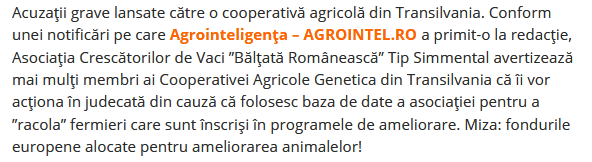 Acuzații grave lansate către o cooperativă agricolă din Transilvania. Conform
unei notificări pe care Agrointeligența – AGROINTEL.RO a primit-o la redacție,
Asociația Crescătorilor de Vaci ”Bălțată Românească” Tip Simmental avertizează
mai mulți membri ai Cooperativei Agricole Genetica din Transilvania că îi vor
acționa în judecată din cauză că folosesc baza de date a asociației pentru a
”racola” fermieri care sunt înscriși în programele de ameliorare. Miza: fondurile
europene alocate pentru ameliorarea animalelor!